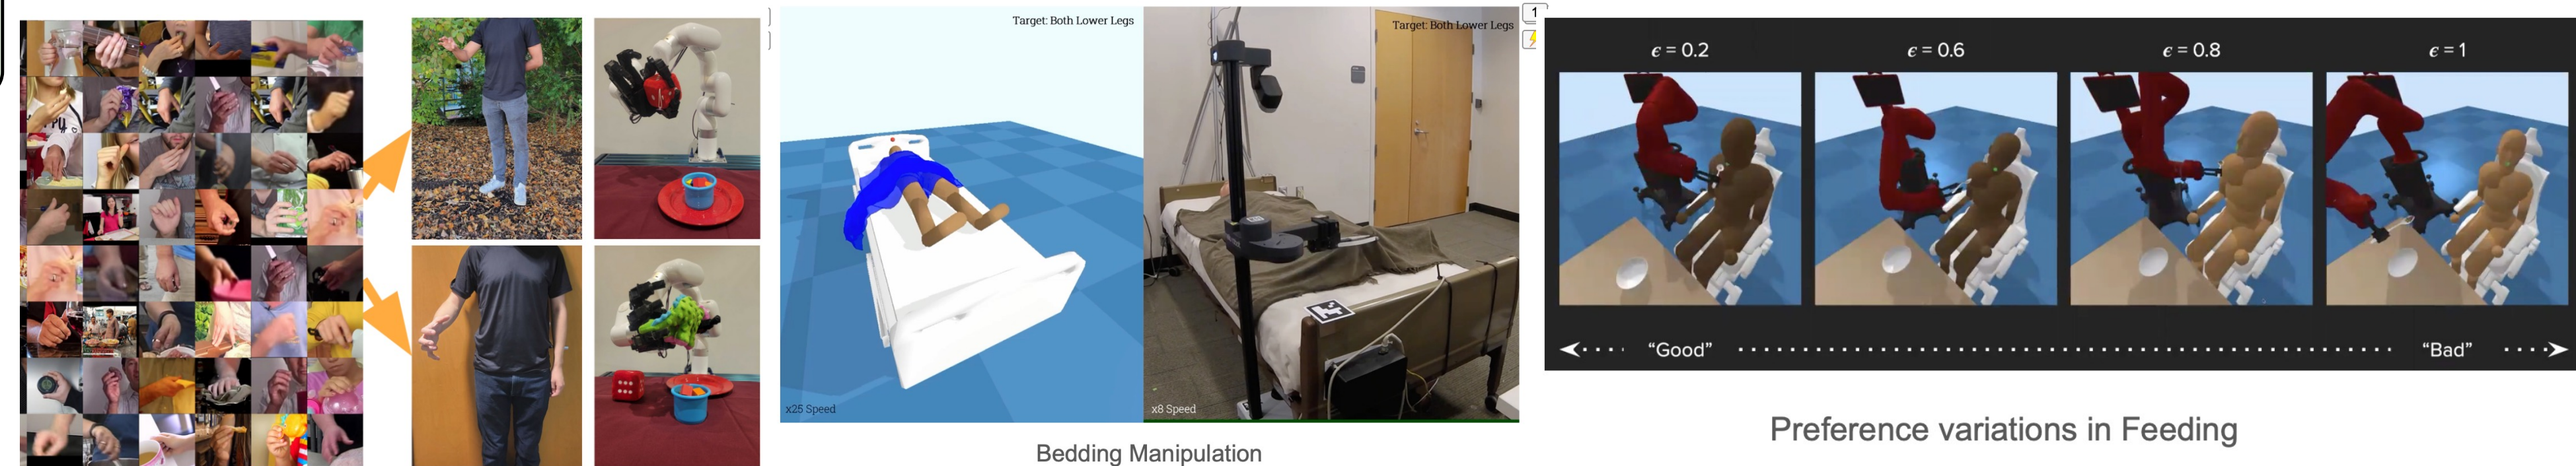 Target: Both Lower Legs
x25 Speed
Target: Both Lower Legs
x8 Speed
Bedding Manipulation
1
ϵ = 0.2
ϵ = 0.6
ϵ = 0.8
ϵ = 1
“Good”
“Bad”
Preference variations in Feeding